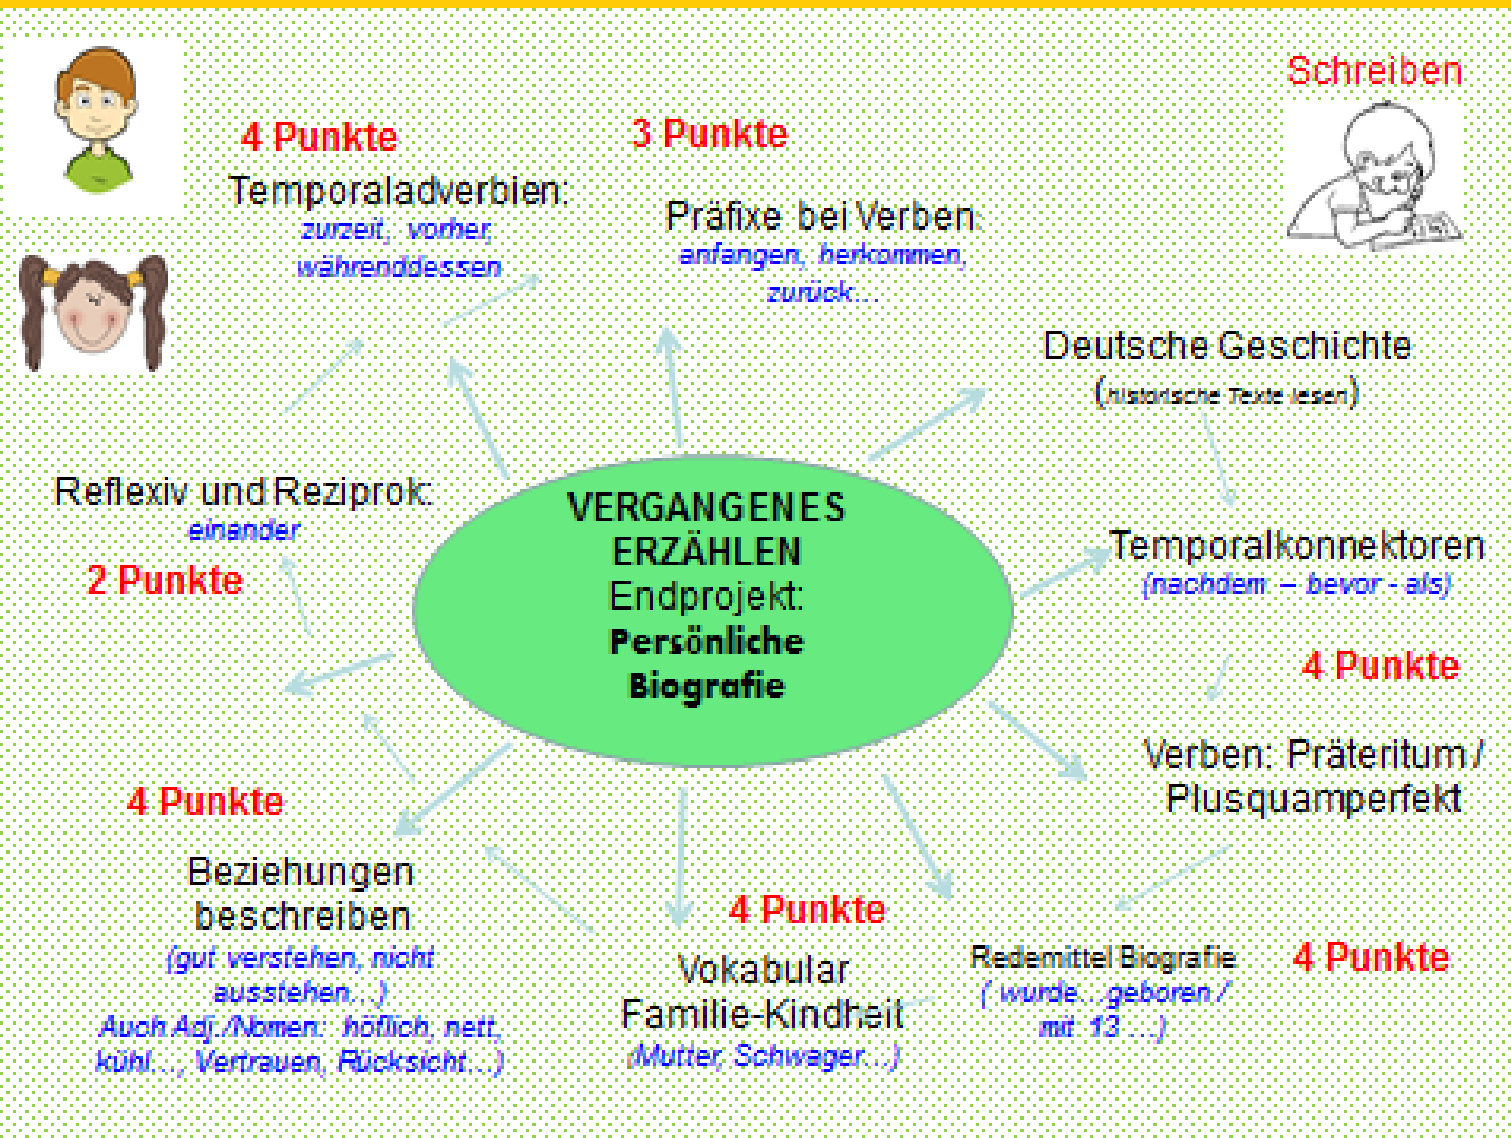 Schreiben
4 Punkte
Temporaladverbien:
zurzeit, vorher,
währenddessen
3 Punkte
Präfixe bei Verben:
anfangen, herkommen,
zurück...
Deutsche Geschichte
(historische Texte lesen)
Temporalkonnektoren
(nachdem – bevor - als)
4 Punkte
Verben: Präteritum /
Plusquamperfekt
Redemittel Biografie
( wurde...geboren /
mit 13....)
4 Punkte
4 Punkte
Vokabular
Familie-Kindheit
(Mutter, Schwager...)
4 Punkte
Beziehungen
beschreiben
(gut verstehen, nicht
ausstehen...)
Auch Adj./Nomen: höflich, nett,
kühl..., Vertrauen, Rücksicht...)
Reflexiv und Reziprok:
einander
2 Punkte
VERGANGENES
ERZÄHLEN
Endprojekt:
Persönliche
Biografie